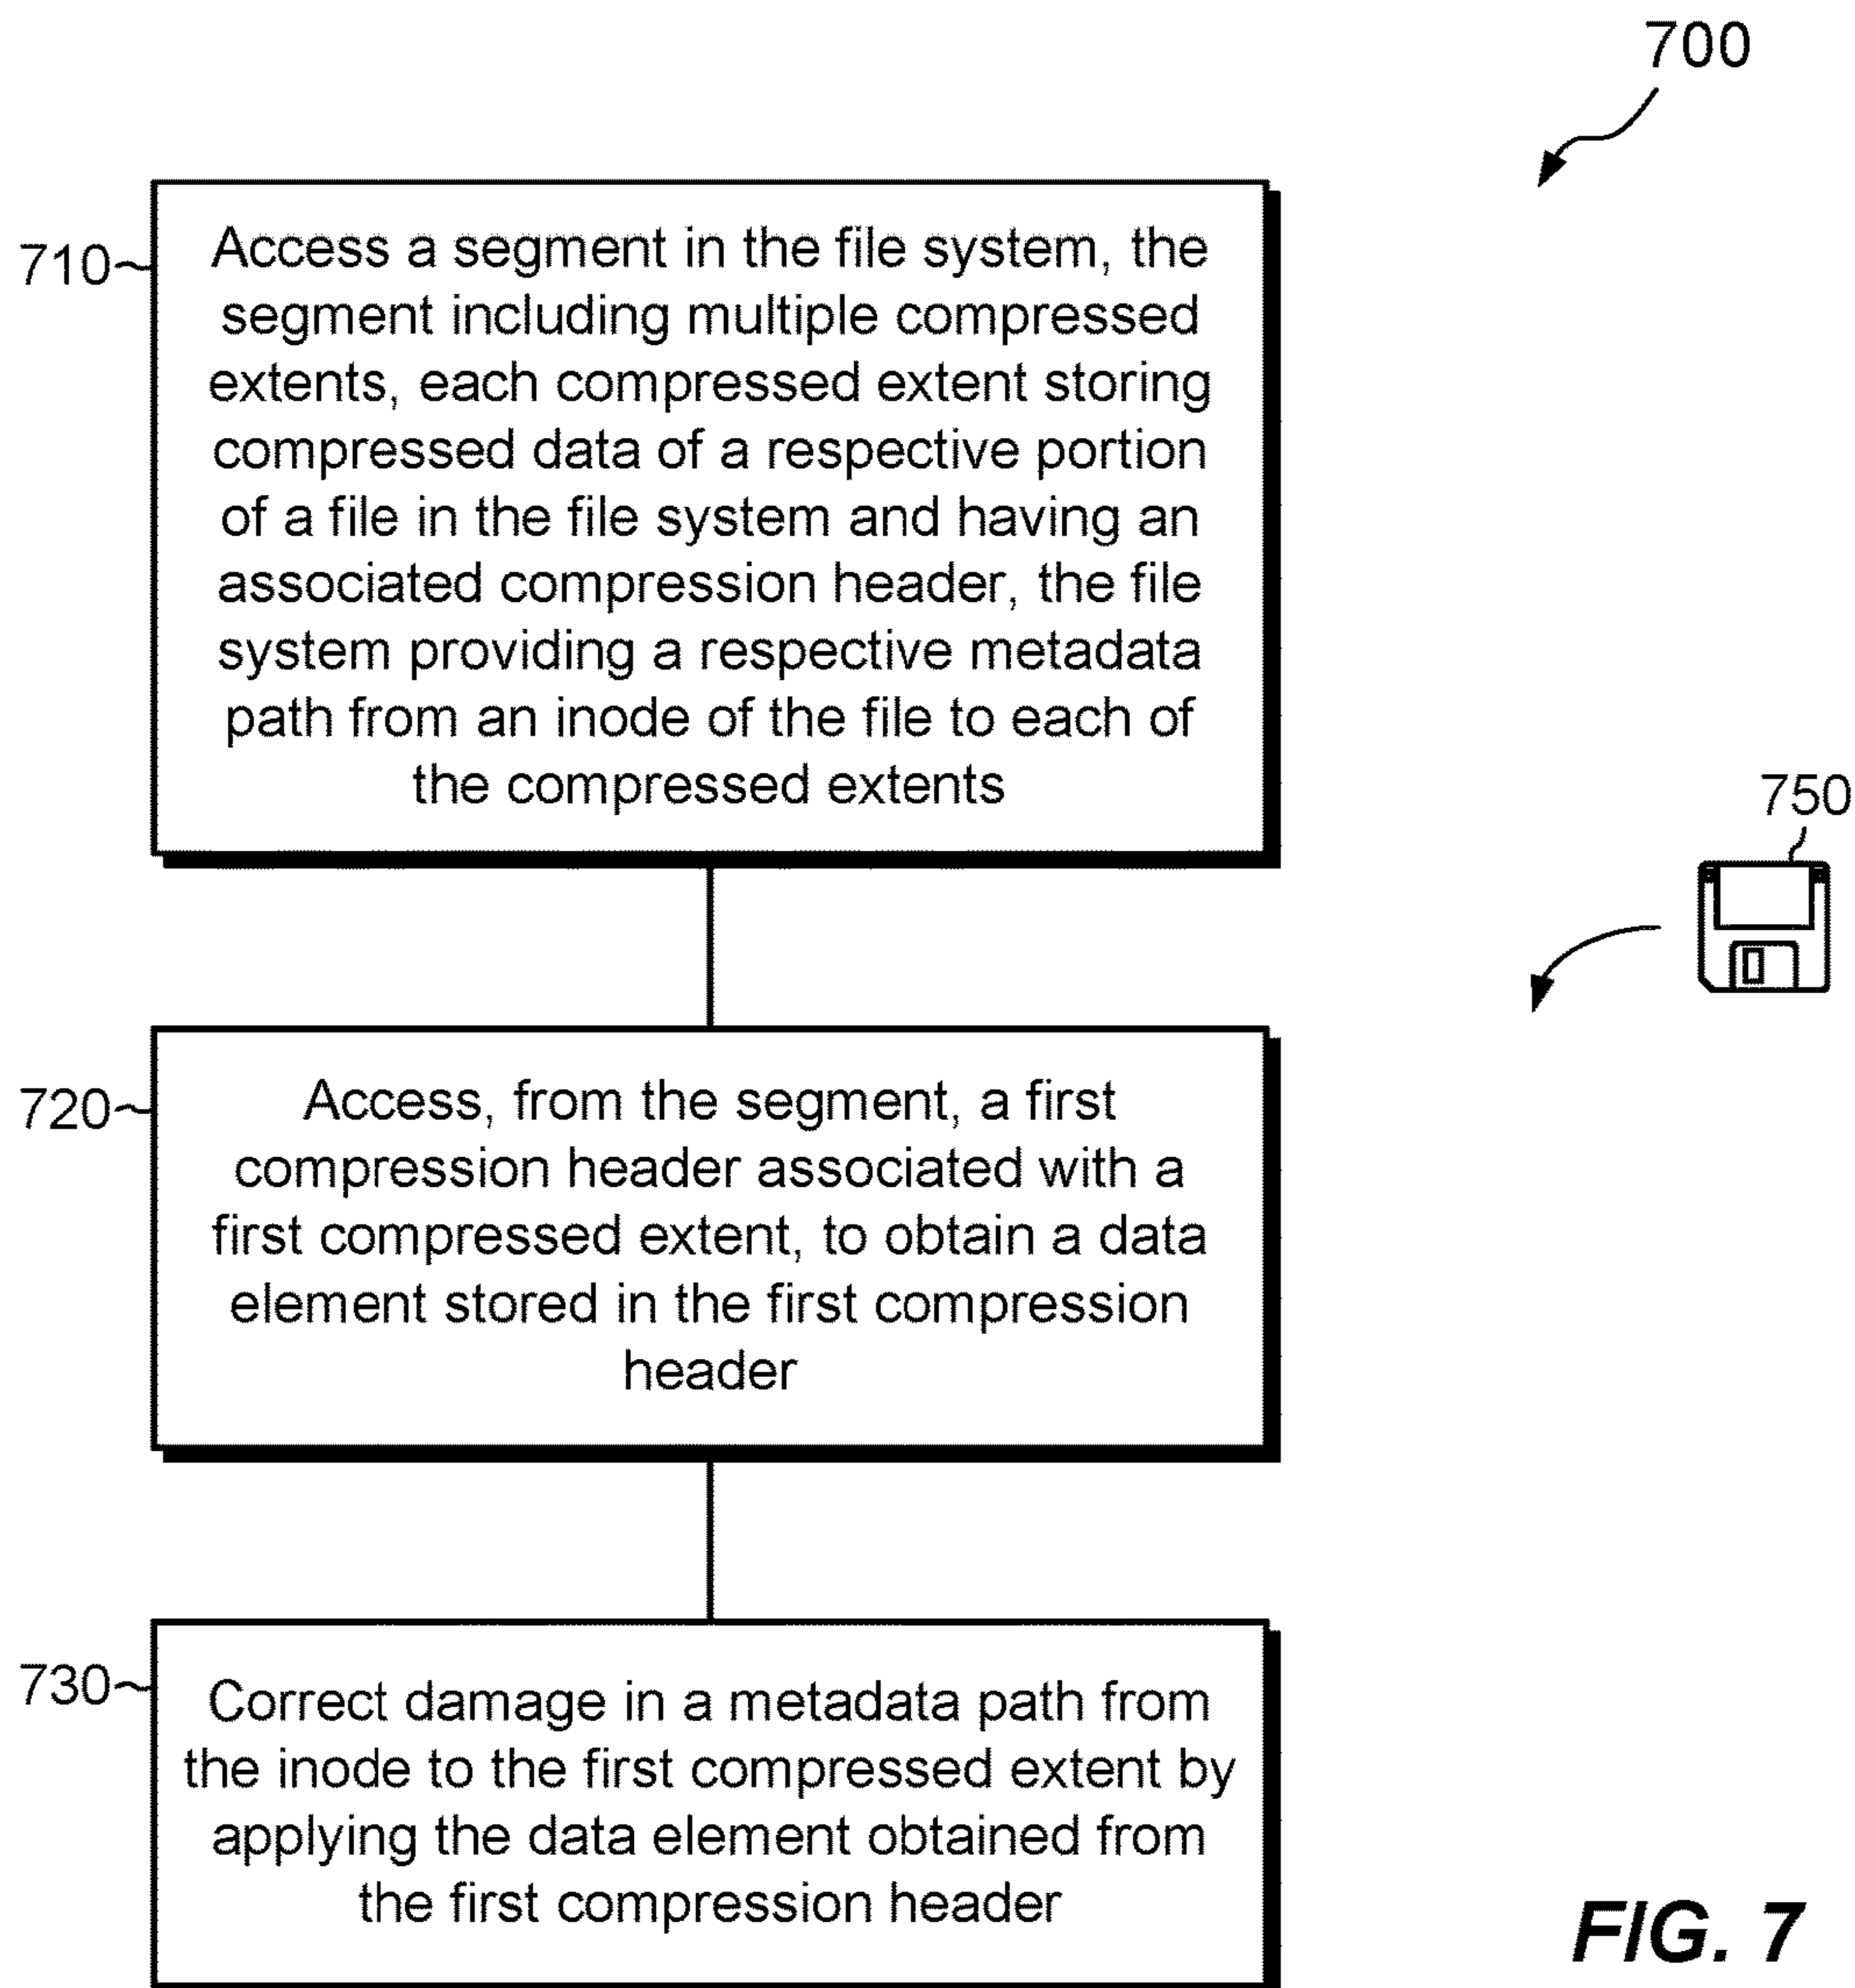 700
710
Access a segment in the file system, the
segment including multiple compressed
extents, each compressed extent storing
compressed data of a respective portion
of a file in the file system and having an
associated compression header, the file
system providing a respective metadata
path from an inode of the file to each of
the compressed extents
750
720
Access, from the segment, a first
compression header associated with a
first compressed extent, to obtain a data
element stored in the first compression
header
730
Correct damage in a metadata path from
the inode to the first compressed extent by
applying the data element obtained from
the first compression header
FIG. 7